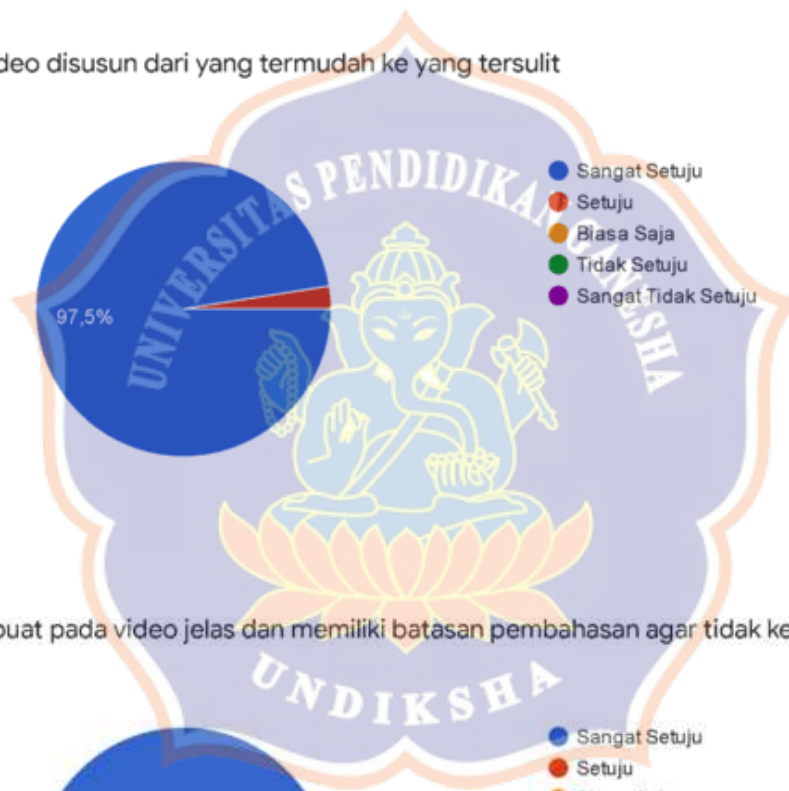 deo disusun dari yang termudah ke yang tersulit
UNIVERSITAS PENDIDIKAN GANESHA
Sangat Setuju
Setuju
Biasa Saja
Tidak Setuju
Sangat Tidak Setuju
97,5%
buat pada video jelas dan memiliki batasan pembahasan agar tidak ke
UNDIKSHA
Sangat Setuju
Setuju